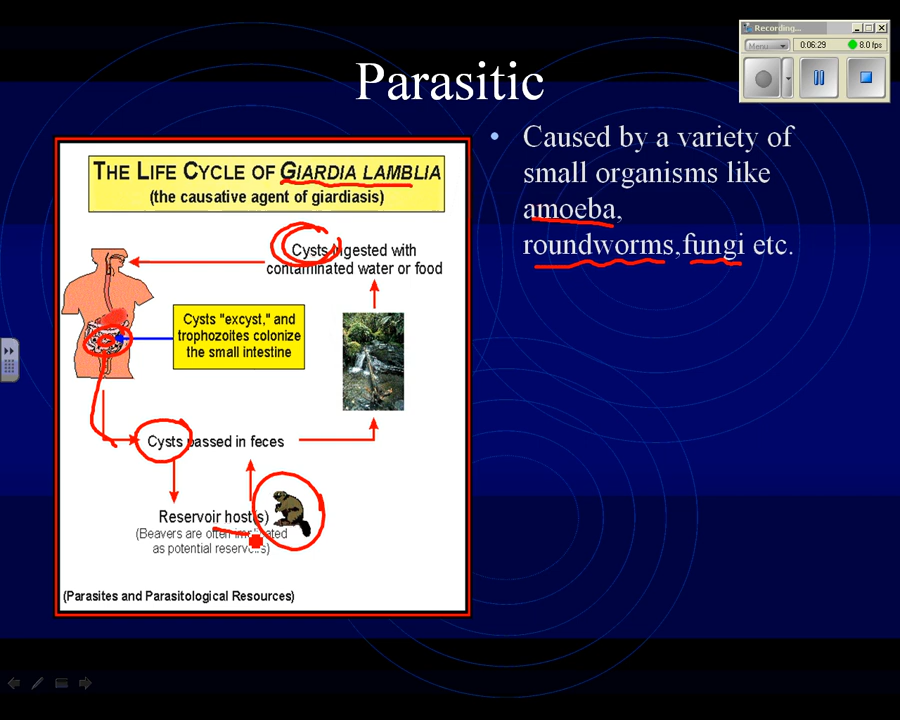 Recording...
Menu
0:06:29
8.0 fps
Parasitic
• Caused by a variety of
small organisms like
amoeba,
roundworms,fungi etc.
THE LIFE CYCLE OF GIARDIA LAMBLIA
(the causative agent of giardiasis)
Cysts ingested with
contaminated water or food
Cysts "excyst," and
trophozoites colonize
the small intestine
Cysts passed in feces
Reservoir host(s)
(Beavers are often implicated
as potential reservoirs)
(Parasites and Parasitological Resources)